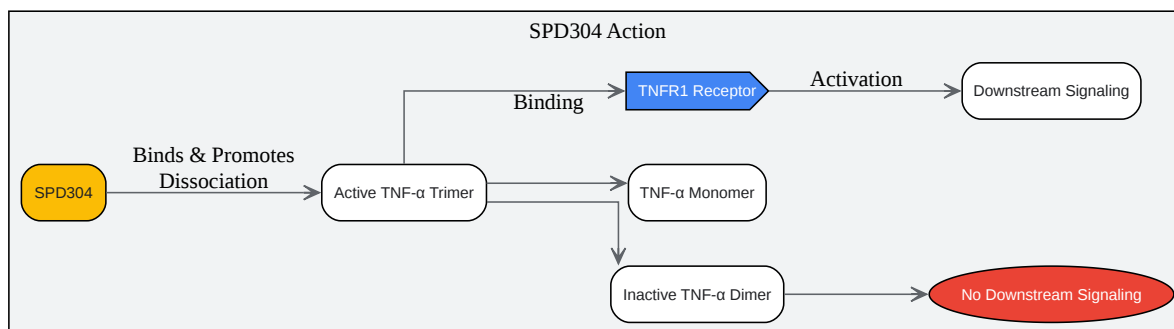 SPD304 Action
TNFR1 Receptor
Activation
Downstream Signaling
Binding
Binds & Promotes
Dissociation
SPD304
Active TNF-α Trimer
TNF-α Monomer
Inactive TNF-α Dimer
No Downstream Signaling